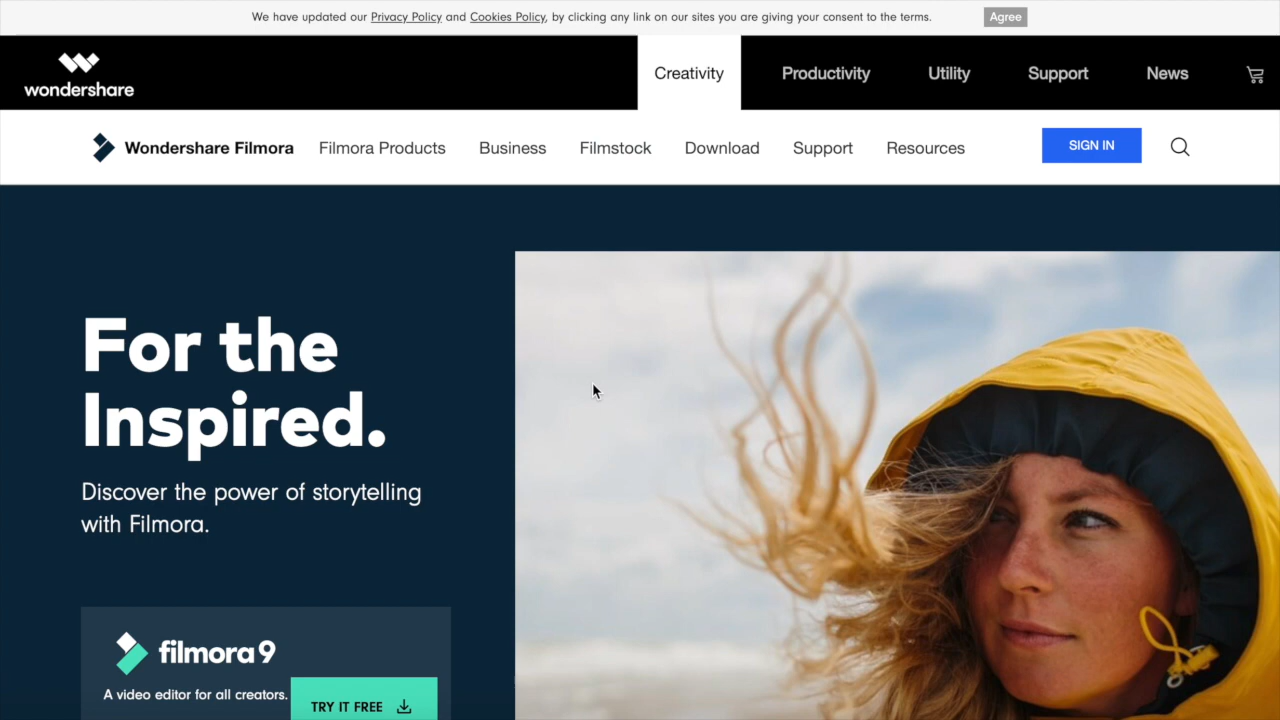 We have updated our Privacy Policy and Cookies Policy, by clicking any link on our sites you are giving your consent to the terms. Agree
wondershare
Creativity Productivity Utility Support News
Wondershare Filmora Filmora Products Business Filmstock Download Support Resources SIGN IN
For the
Inspired.
Discover the power of storytelling
with Filmora.
filmora9
A video editor for all creators.
TRY IT FREE